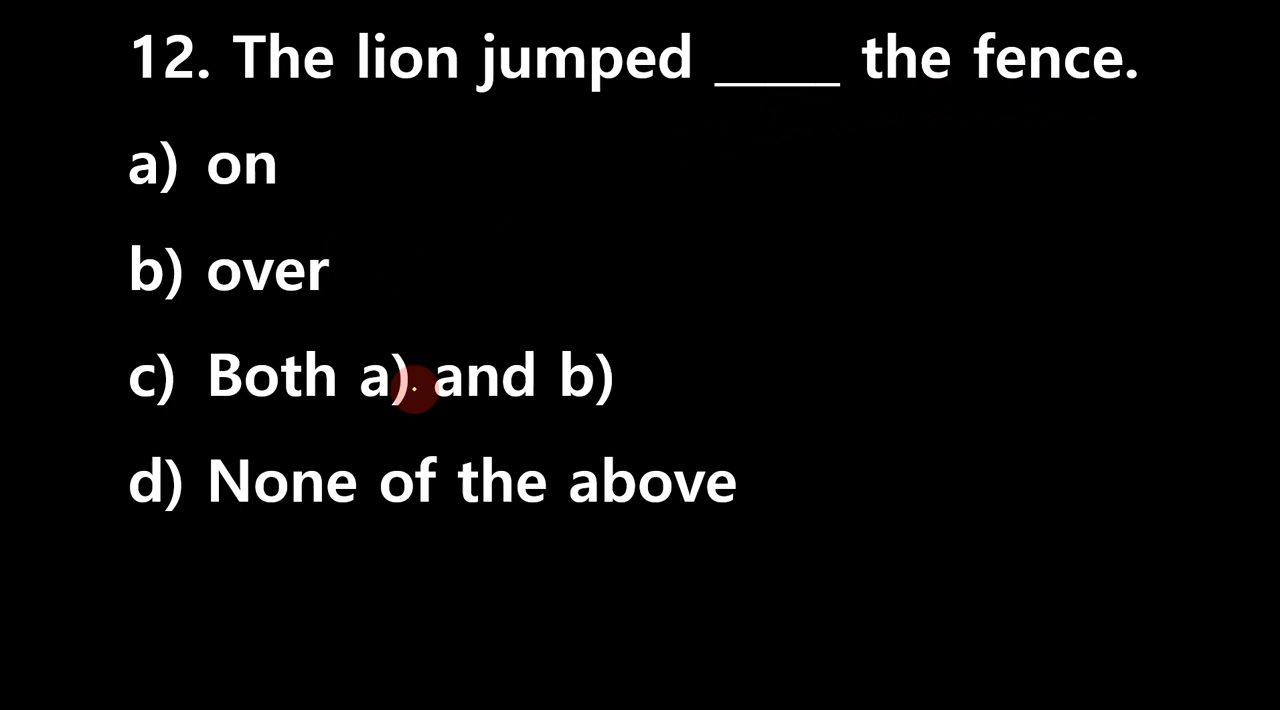 12. The lion jumped _____ the fence.
a) on
b) over
c) Both a) and b)
d) None of the above